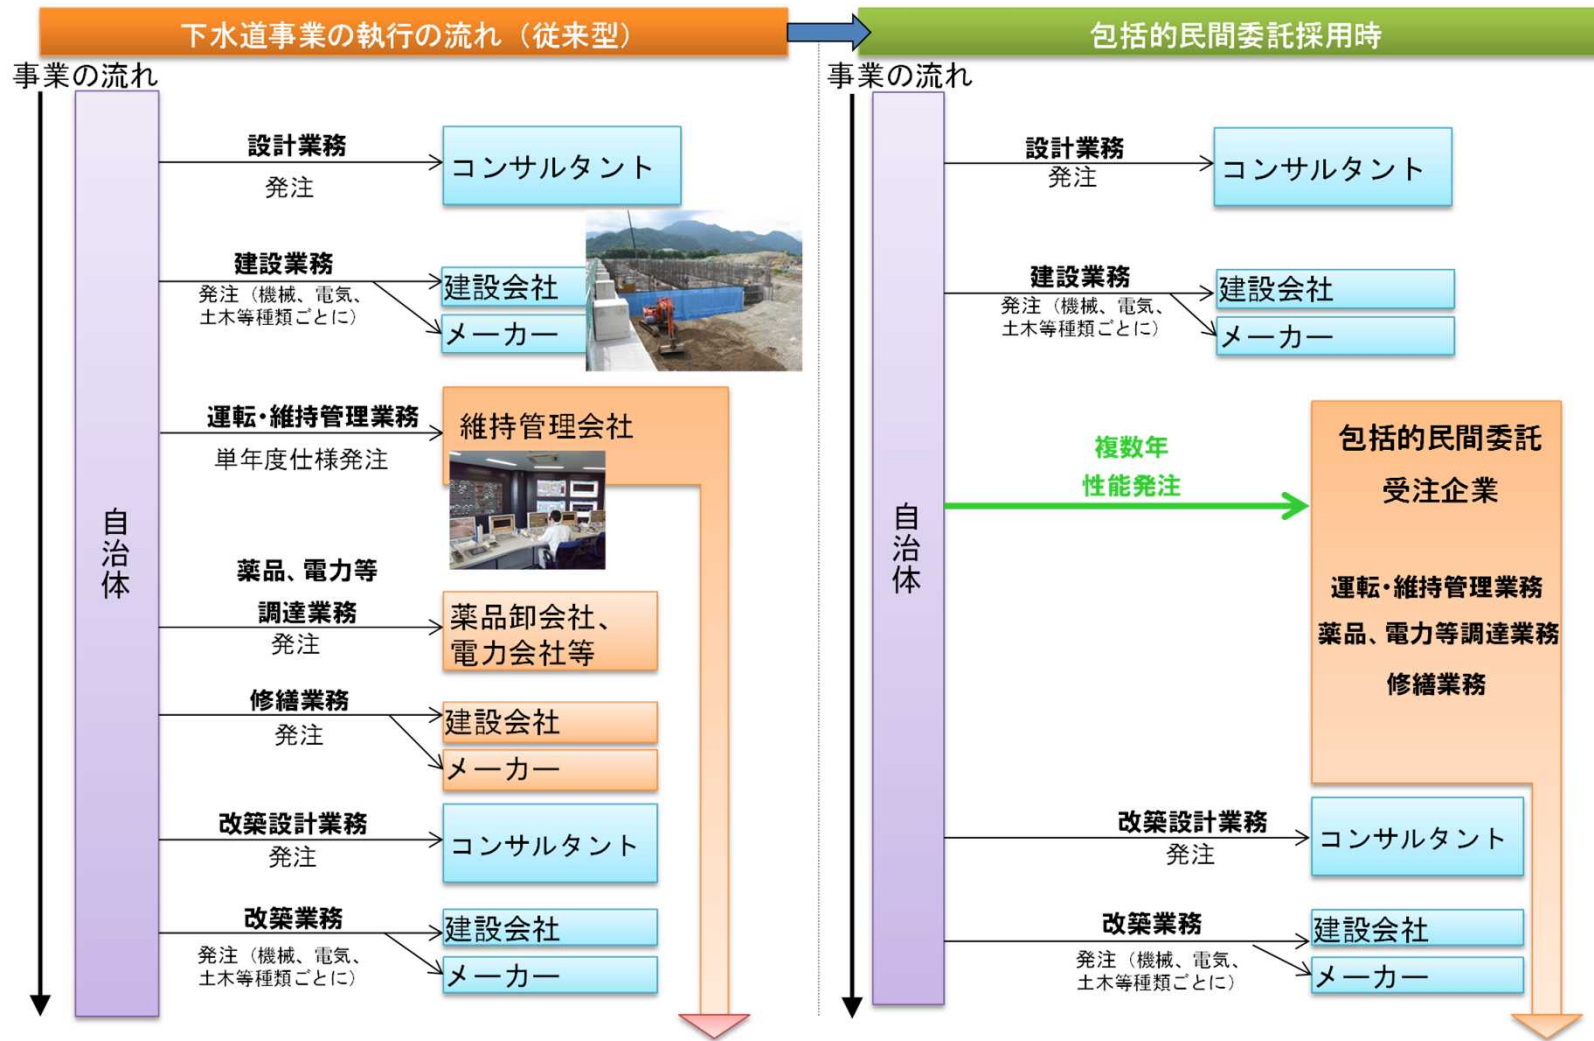 下水道事業の執行の流れ（従来型）
事業の流れ
自治体
設計業務
発注
コンサルタント
建設業務
発注（機械、電気、
土木等種類ごとに）
建設会社
メーカー
運転・維持管理業務
単年度仕様発注
維持管理会社
薬品、電力等
調達業務
発注
薬品卸会社、
電力会社等
修繕業務
発注
建設会社
メーカー
改築設計業務
発注
コンサルタント
改築業務
発注（機械、電気、
土木等種類ごとに）
建設会社
メーカー
包括的民間委託採用時
事業の流れ
自治体
設計業務
発注
コンサルタント
建設業務
発注（機械、電気、
土木等種類ごとに）
建設会社
メーカー
複数年
性能発注
包括的民間委託
受注企業
運転・維持管理業務
薬品、電力等調達業務
修繕業務
改築設計業務
発注
コンサルタント
改築業務
発注（機械、電気、
土木等種類ごとに）
建設会社
メーカー